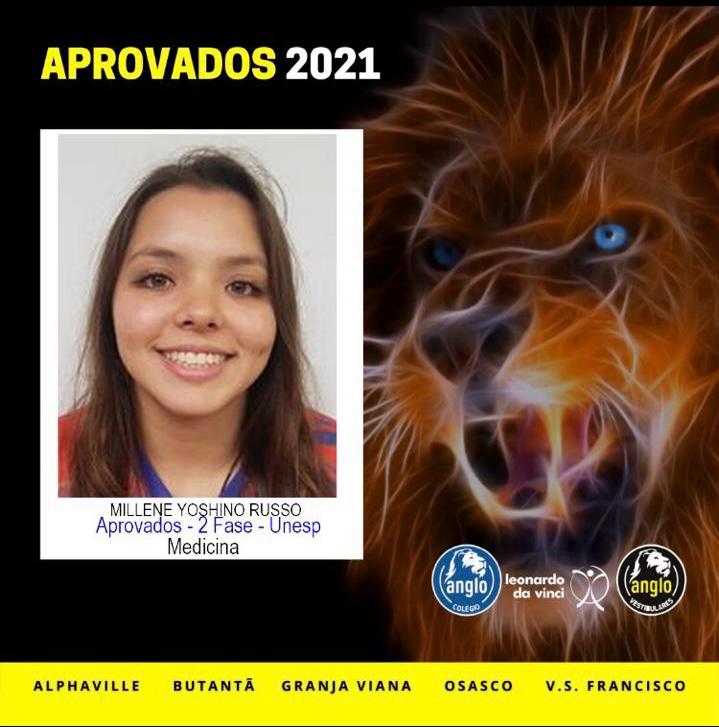 APROVADOS 2021
MILLENE YOSHINO RUSSO
Aprovados - 2 Fase - Unesp
Medicina
anglo
COLÉGIO
leonardo
da vinci
anglo
VESTIBULARES
ALPHAVILLE BUTANTÃ GRANJA VIANA OSASCO V.S. FRANCISCO